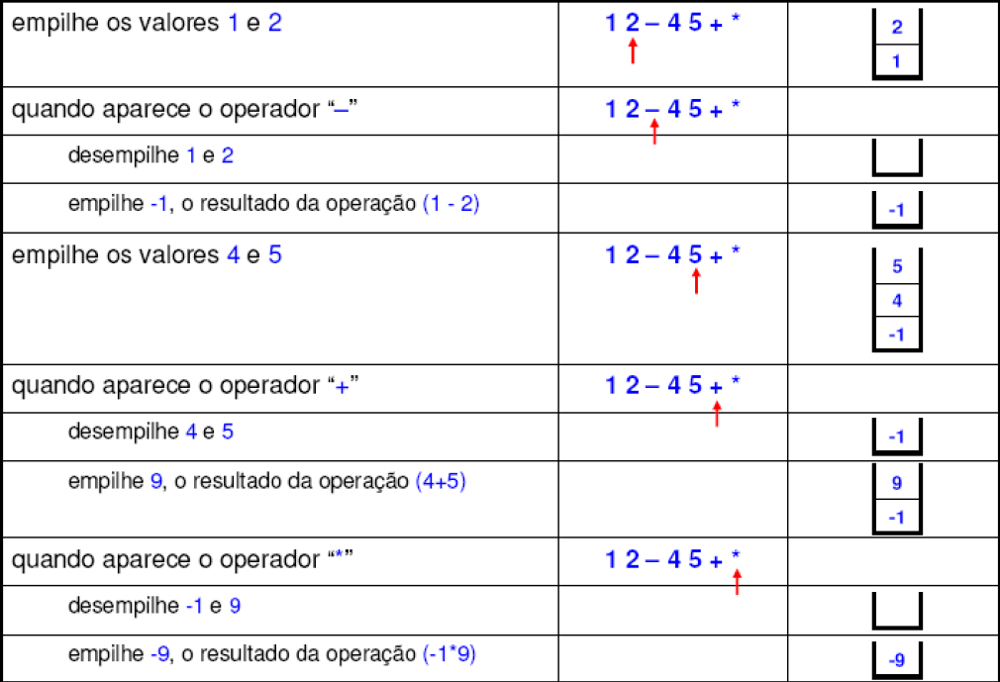 empilhe os valores 1 e 2
1 2 – 4 5 + *
2
1
quando aparece o operador “–”
1 2 – 4 5 + *
desempilhe 1 e 2
empilhe -1, o resultado da operação (1 - 2)
-1
empilhe os valores 4 e 5
1 2 – 4 5 + *
5
4
-1
quando aparece o operador “+”
1 2 – 4 5 + *
desempilhe 4 e 5
-1
empilhe 9, o resultado da operação (4+5)
9
-1
quando aparece o operador “*”
1 2 – 4 5 + *
desempilhe -1 e 9
empilhe -9, o resultado da operação (-1*9)
-9